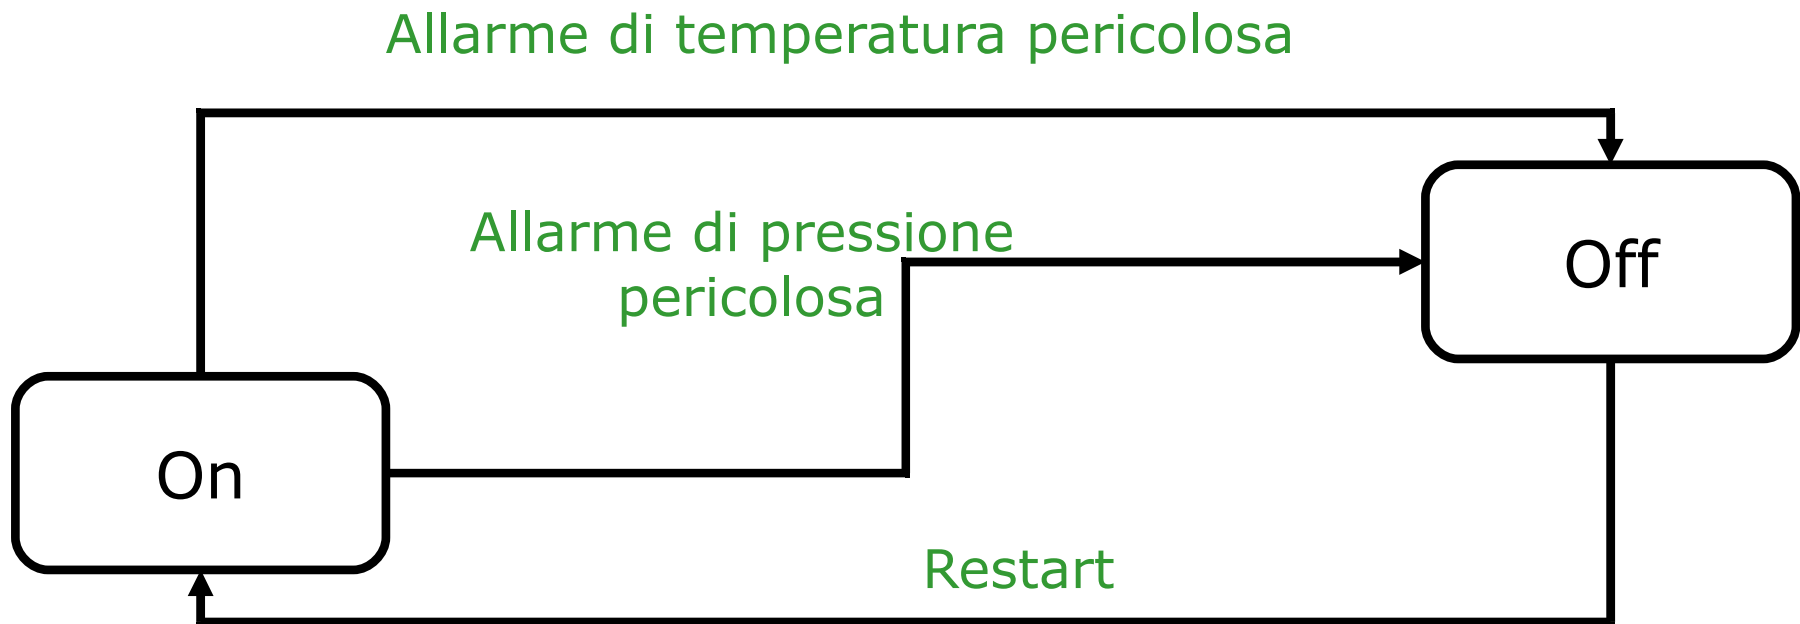 Allarme di temperatura pericolosa
Allarme di pressione
pericolosa
Off
On
Restart